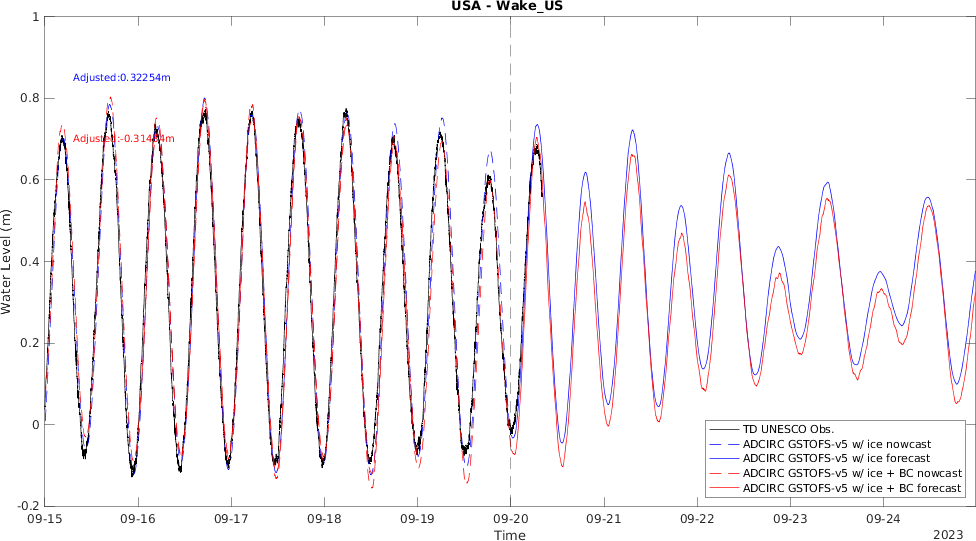 USA - Wake_US
Adjusted:0.32254m
Water Level (m)
1
0.8
0.6
0.4
0.2
0
-0.2
09-15 09-16 09-17 09-18 09-19 09-20 09-21 09-22 09-23 09-24
Time
2023
TD UNESCO Obs.
ADCIRC GSTOFS-v5 w/ ice nowcast
ADCIRC GSTOFS-v5 w/ ice forecast
ADCIRC GSTOFS-v5 w/ ice + BC nowcast
ADCIRC GSTOFS-v5 w/ ice + BC forecast